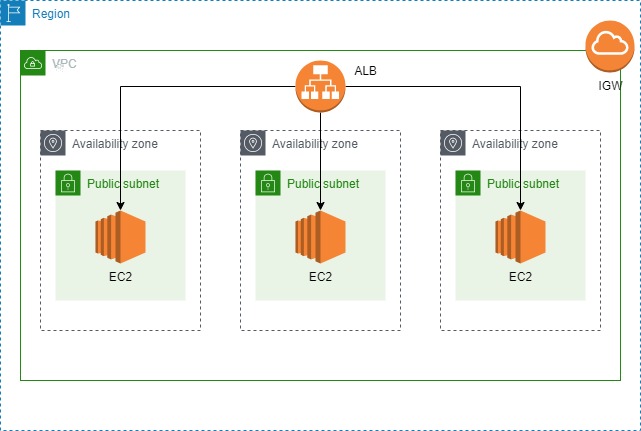 Region
VPC
ALB
IGW
Availability zone
Availability zone
Availability zone
Public subnet
Public subnet
Public subnet
EC2
EC2
EC2